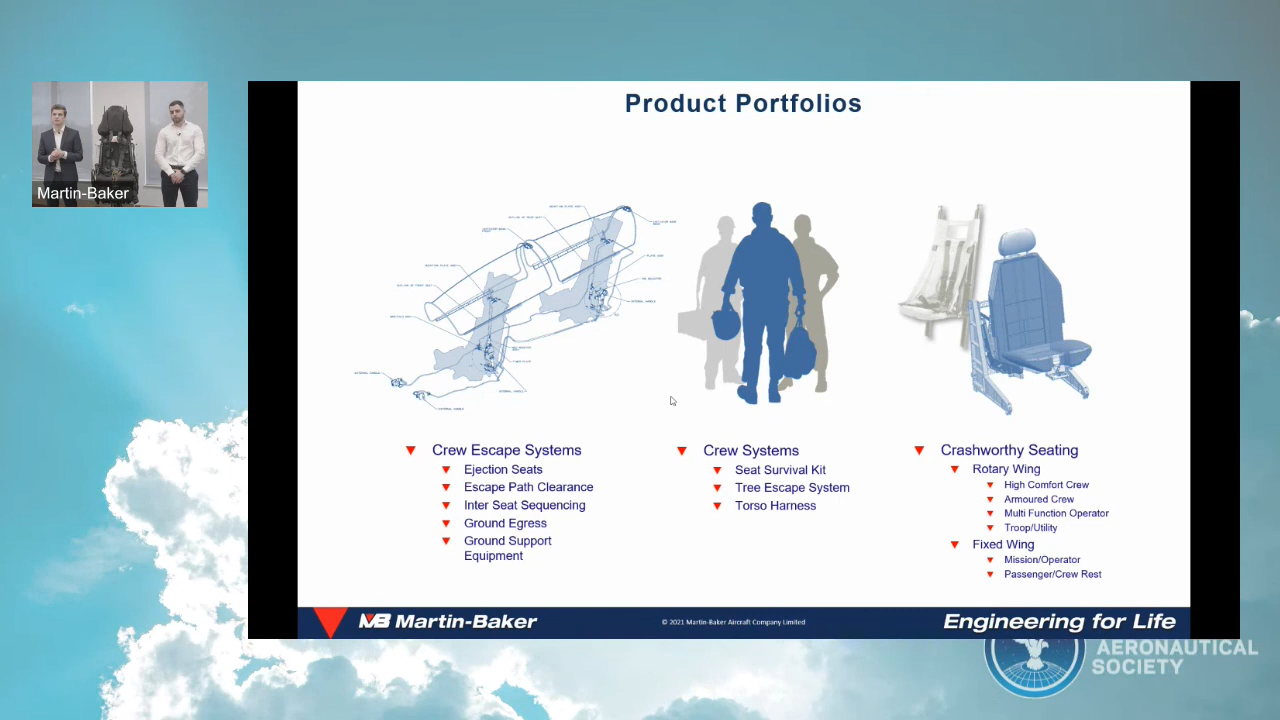 Product Portfolios
Martin-Baker
Crew Escape Systems
Ejection Seats
Escape Path Clearance
Inter Seat Sequencing
Ground Egress
Ground Support
Equipment
Crew Systems
Seat Survival Kit
Tree Escape System
Torso Harness
Crashworthy Seating
Rotary Wing
High Comfort Crew
Armoured Crew
Multi Function Operator
Troop/Utility
Fixed Wing
Mission/Operator
Passenger/Crew Rest
MB Martin-Baker
© 2021 Martin-Baker Aircraft Company Limited
Engineering for Life
AERONAUTICAL
SOCIETY